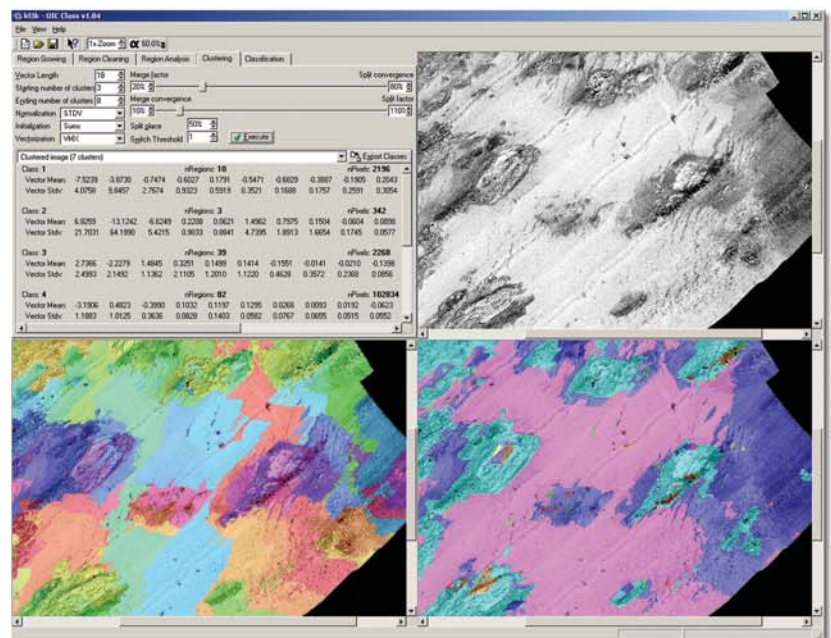 kl3b - OIC Class v1.04
File View Help
1x Zoom α 60.0%
Region Growing Region Cleaning Region Analysis Clustering Classification
Vector Length 18 Merge factor Split convergence
Starting number of clusters 3 20% 80%
Ending number of clusters 8 Merge convergence Split factor
Normalization STDV 10% 110%
Initialization Sums Split place 50%
Vectorization VMX Switch Threshold 1 Execute
Clustered image (7 clusters) Export Classes
Class: 1 nRegions: 10 nPixels: 2196
Vector Mean: -7.5239 -3.8730 -0.7474 -0.6027 0.1791 -0.5471 -0.6829 -0.3887 -0.1905 0.2043
Vector Stdv: 4.0758 9.6457 2.7674 0.9323 0.5919 0.3521 0.1688 0.1757 0.2591 0.3054
Class: 2 nRegions: 3 nPixels: 342
Vector Mean: 6.8259 -13.1242 -6.6249 0.2208 0.0621 1.4962 0.7975 0.1504 -0.0604 0.0898
Vector Stdv: 21.7031 64.1990 5.4215 0.9033 0.8841 4.7395 1.8913 1.6654 0.1745 0.0577
Class: 3 nRegions: 39 nPixels: 2268
Vector Mean: 2.7366 -2.2279 1.4845 0.3251 0.1499 0.1414 -0.1551 -0.0141 -0.0210 -0.1398
Vector Stdv: 2.4993 2.1492 1.1362 2.1105 1.2010 1.1220 0.4628 0.3572 0.2368 0.0856
Class: 4 nRegions: 82 nPixels: 102834
Vector Mean: -3.1906 0.4823 -0.3990 0.1032 0.1197 0.1295 0.0268 0.0093 0.0192 -0.0623
Vector Stdv: 1.1883 1.0125 0.3636 0.0828 0.1403 0.0582 0.0767 0.0655 0.0515 0.0552